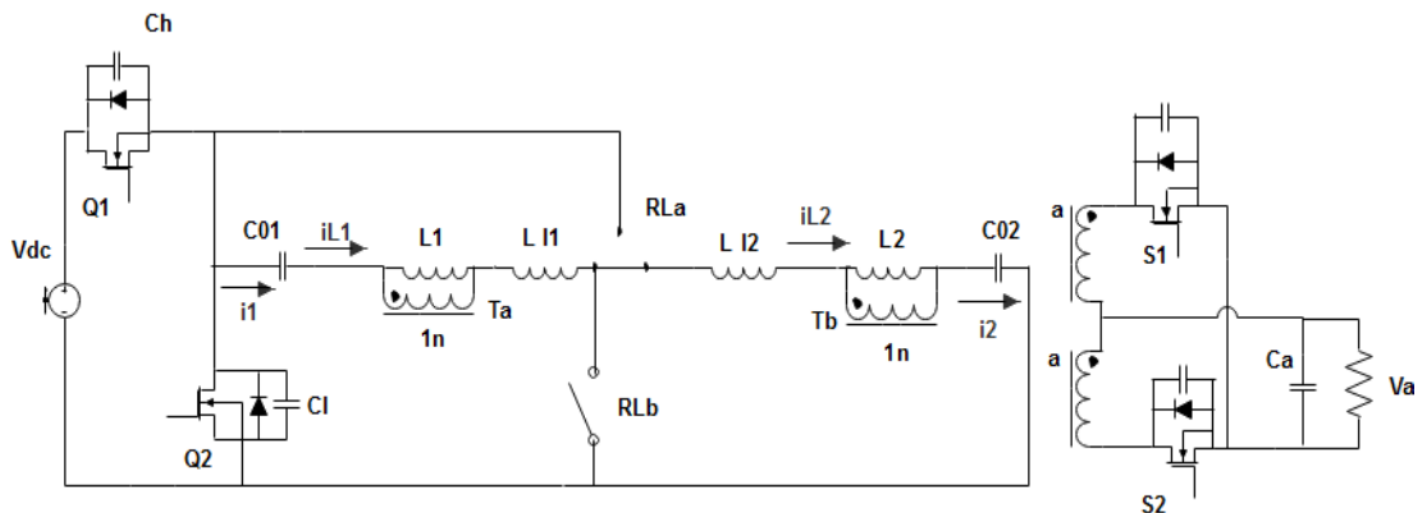 Ch
Q1
Vdc
C01
iL1
L1
L l1
RLa
L l2
iL2
L2
C02
i1
Ta
1n
Tb
1n
i2
Q2
Cl
RLb
a
S1
a
Ca
Va
S2